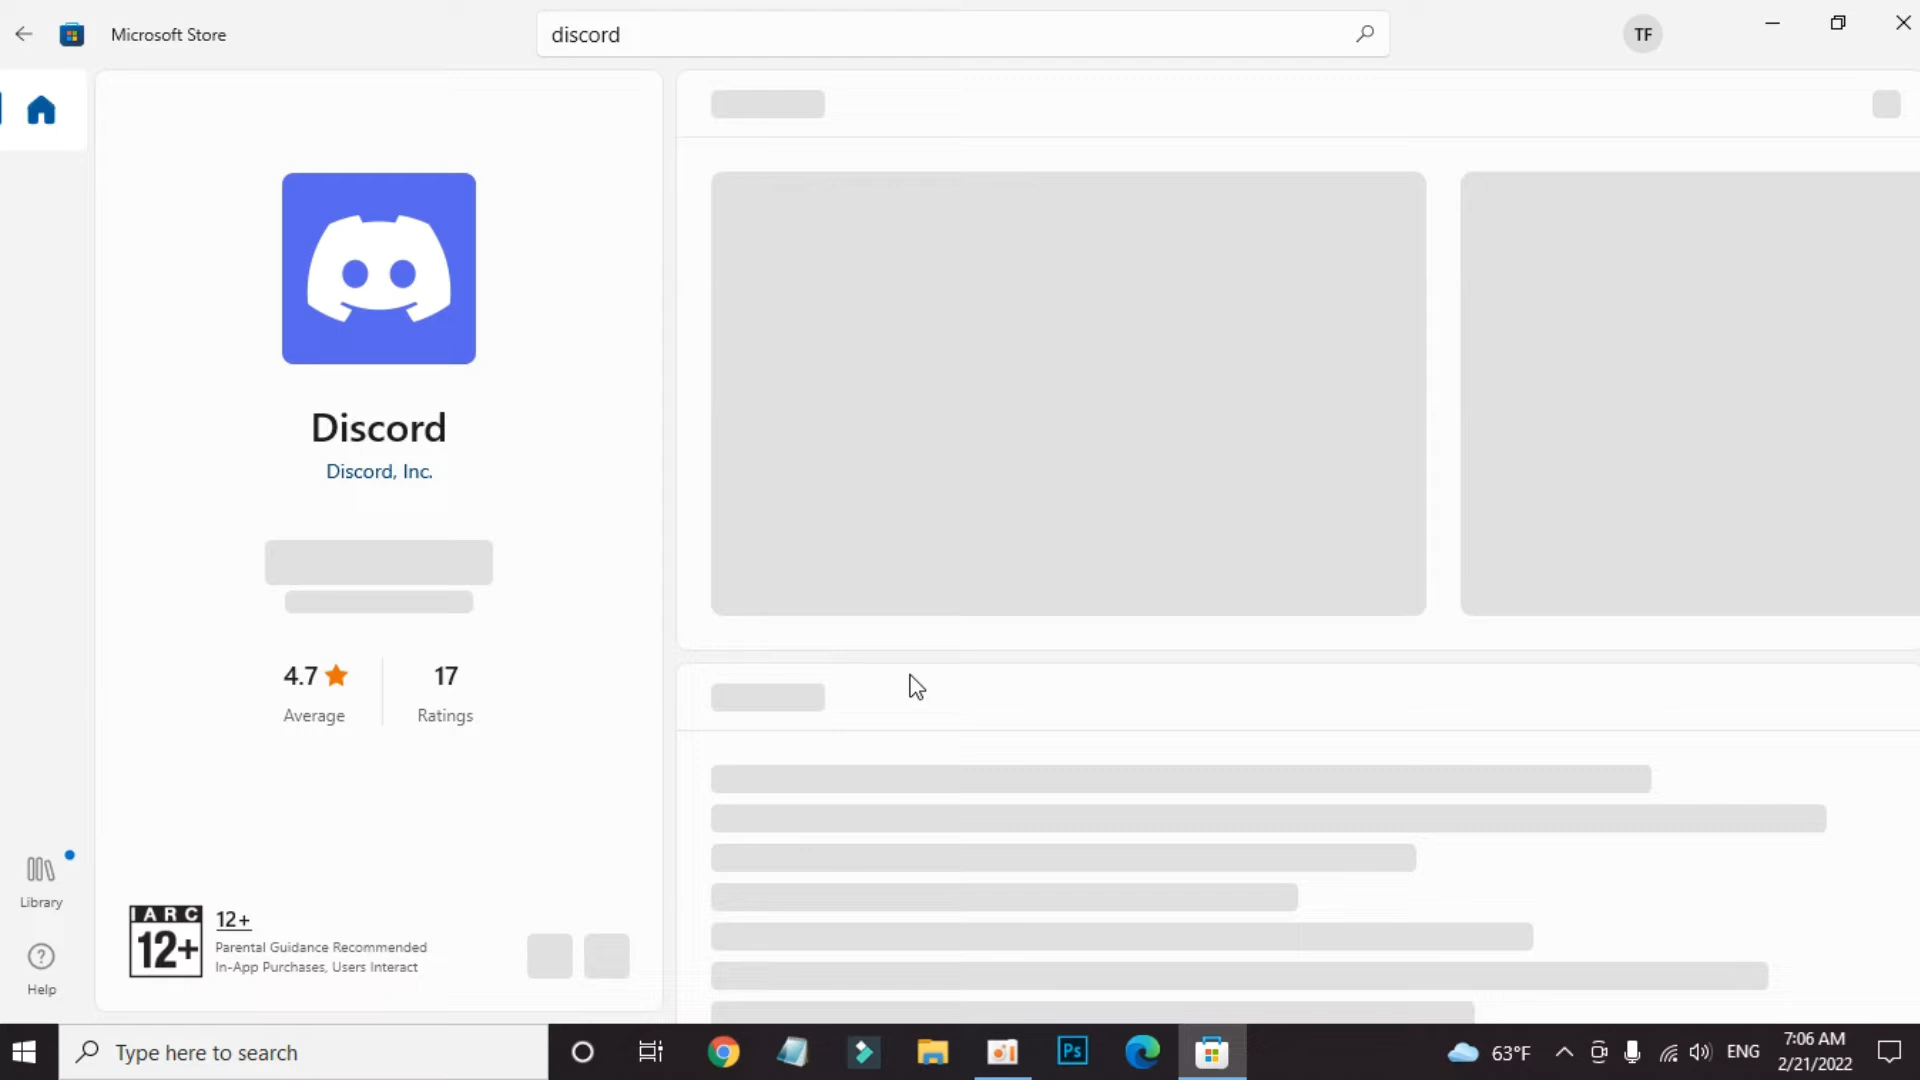 Microsoft Store
discord
TF
Discord
Discord, Inc.
4.7
17
Average
Ratings
Library
Help
IARC
12+
12+
Parental Guidance Recommended
In-App Purchases, Users Interact
Type here to search
Ps
63°F
ENG
7:06 AM
2/21/2022